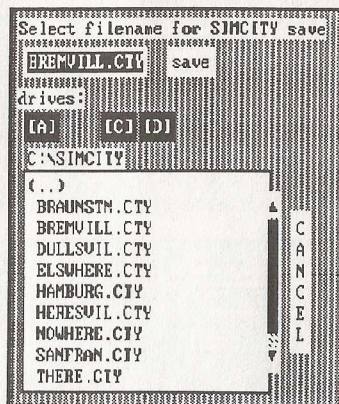 Select filename for SIMCITY save
BREMVILL.CTY save
drives:
[A] [C] [D]
C:\SIMCITY
(..)
BRAUNSTN.CTY
BREMVILL.CTY
DULLSVIL.CTY
ELSWHERE.CTY
HAMBURG.CTY
HERESVIL.CTY
NOWHERE.CTY
SANFRAN.CTY
THERE.CTY
CANCEL